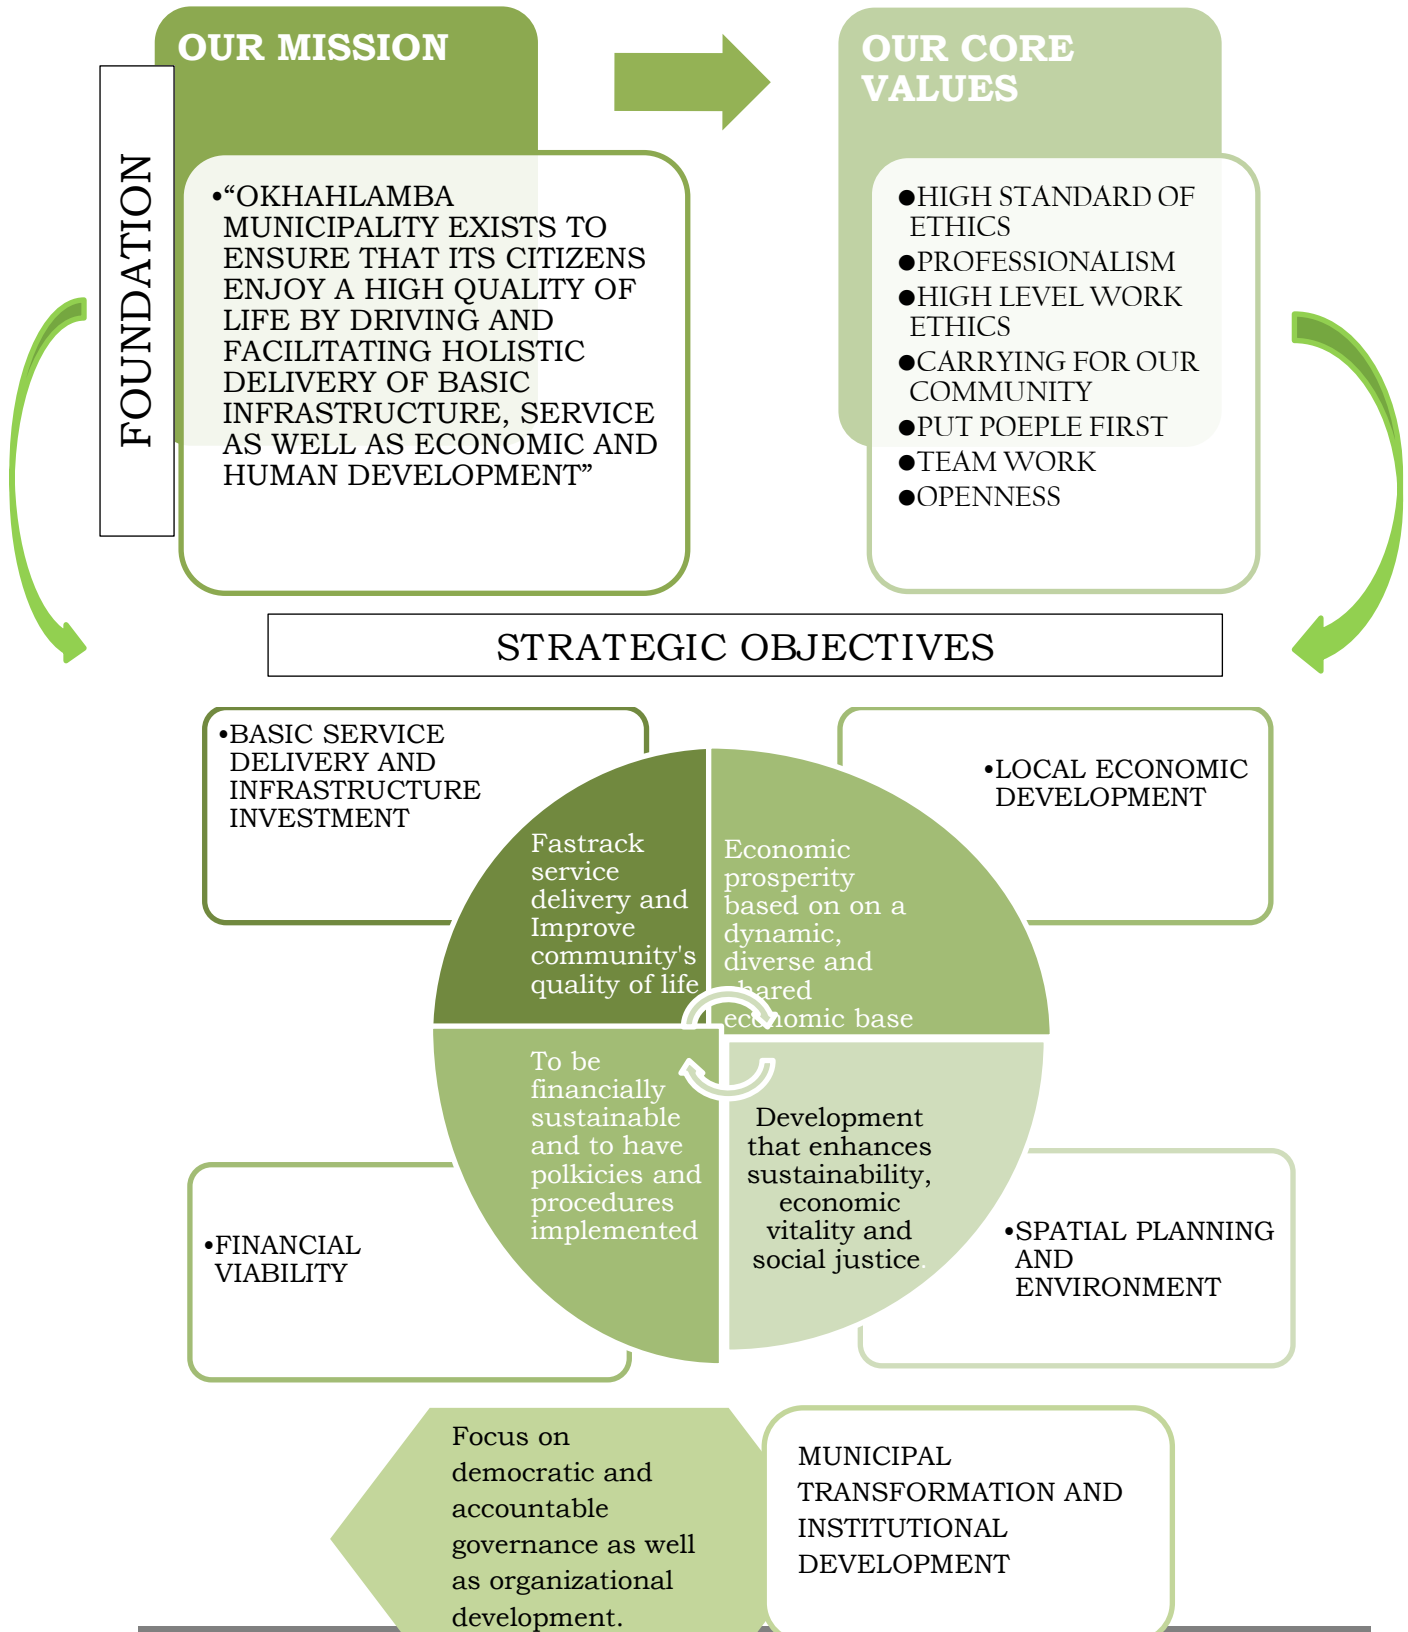 OUR MISSION
FOUNDATION
•“OKHAHLAMBA
MUNICIPALITY EXISTS TO
ENSURE THAT ITS CITIZENS
ENJOY A HIGH QUALITY OF
LIFE BY DRIVING AND
FACILITATING HOLISTIC
DELIVERY OF BASIC
INFRASTRUCTURE, SERVICE
AS WELL AS ECONOMIC AND
HUMAN DEVELOPMENT”
OUR CORE
VALUES
●HIGH STANDARD OF
ETHICS
●PROFESSIONALISM
●HIGH LEVEL WORK
ETHICS
●CARRYING FOR OUR
COMMUNITY
●PUT POEPLE FIRST
●TEAM WORK
●OPENNESS
STRATEGIC OBJECTIVES
•BASIC SERVICE
DELIVERY AND
INFRASTRUCTURE
INVESTMENT
Fastrack
service
delivery and
Improve
community's
quality of life
•LOCAL ECONOMIC
DEVELOPMENT
Economic
prosperity
based on on a
dynamic,
diverse and
shared
economic base
•FINANCIAL
VIABILITY
To be
financially
sustainable
and to have
polkicies and
procedures
implemented
Development
that enhances
sustainability,
economic
vitality and
social justice.
•SPATIAL PLANNING
AND
ENVIRONMENT
Focus on
democratic and
accountable
governance as well
as organizational
development.
MUNICIPAL
TRANSFORMATION AND
INSTITUTIONAL
DEVELOPMENT